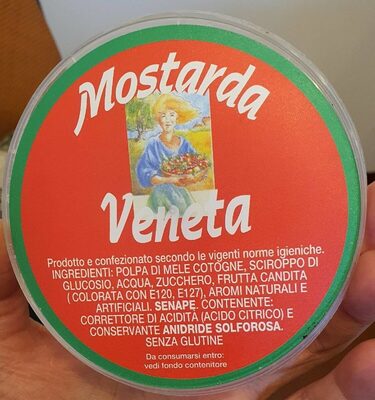 Mostarda
Veneta
Prodotto e confezionato secondo le vigenti norme igieniche.
INGREDIENTI: POLPA DI MELE COTOGNE, SCIROPPO DI
GLUCOSIO, ACQUA, ZUCCHERO, FRUTTA CANDITA
( COLORATA CON E120, E127), AROMI NATURALI E
ARTIFICIALI. SENAPE. CONTENENTE:
CORRETTORE DI ACIDITÀ (ACIDO CITRICO) E
CONSERVANTE ANIDRIDE SOLFOROSA.
SENZA GLUTINE
Da consumarsi entro:
vedi fondo contenitore